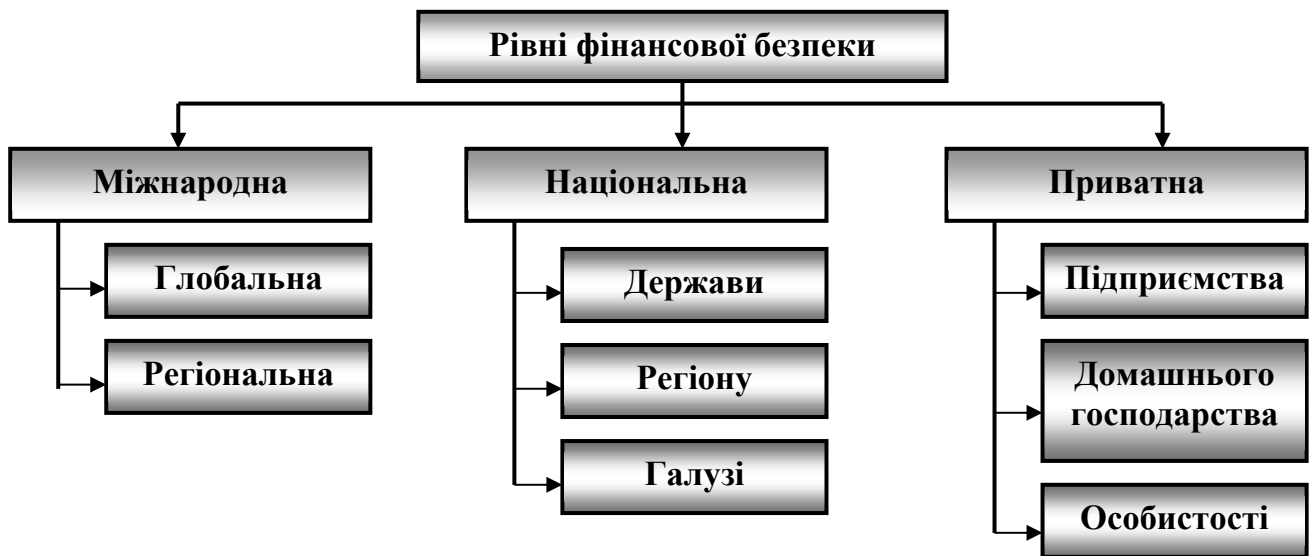 Рівні фінансової безпеки
Міжнародна
Національна
Приватна
Глобальна
Регіональна
Держави
Регіону
Галузі
Підприємства
Домашнього
господарства
Особистості